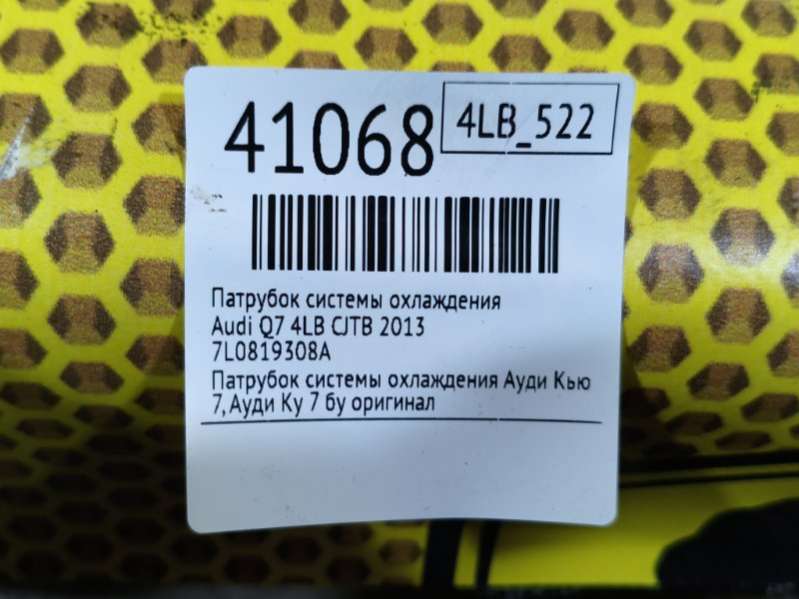 41068
4LB_522
Патрубок системы охлаждения
Audi Q7 4LB CJTB 2013
7L0819308A
Патрубок системы охлаждения Ауди Кью
7, Ауди Ку 7 бу оригинал